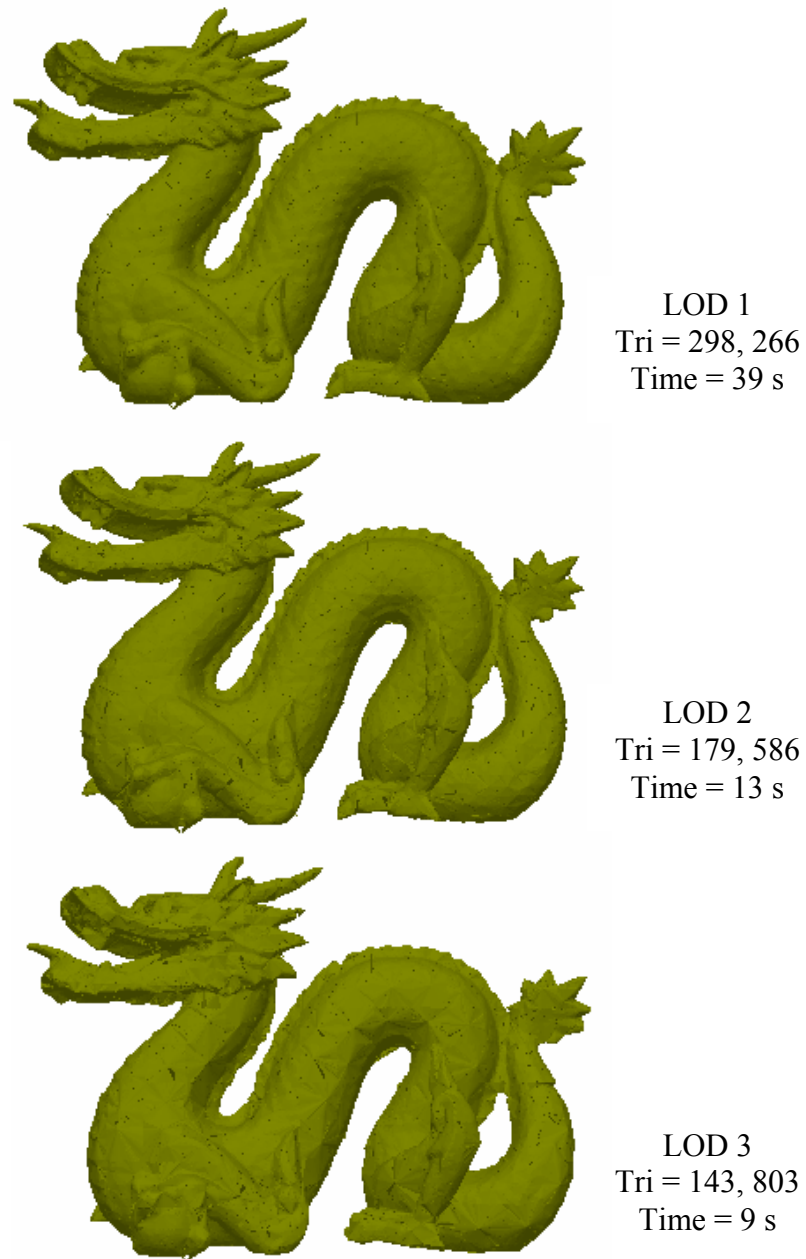 LOD 1
Tri = 298, 266
Time = 39 s
LOD 2
Tri = 179, 586
Time = 13 s
LOD 3
Tri = 143, 803
Time = 9 s